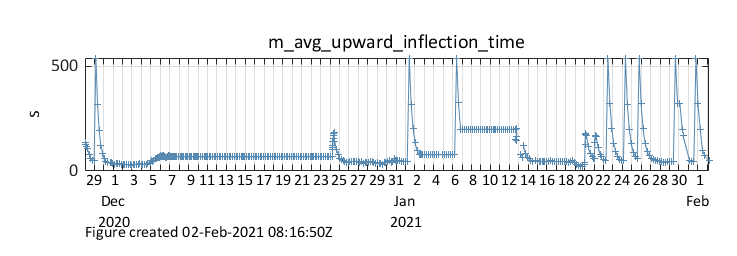 m_avg_upward_inflection_time
500
s
0
29 1 3 5 7 9 11 13 15 17 19 21 23 25 27 29 31 2 4 6 8 10 12 14 16 18 20 22 24 26 28 30 1
Dec Jan Feb
2020 2021
Figure created 02-Feb-2021 08:16:50Z